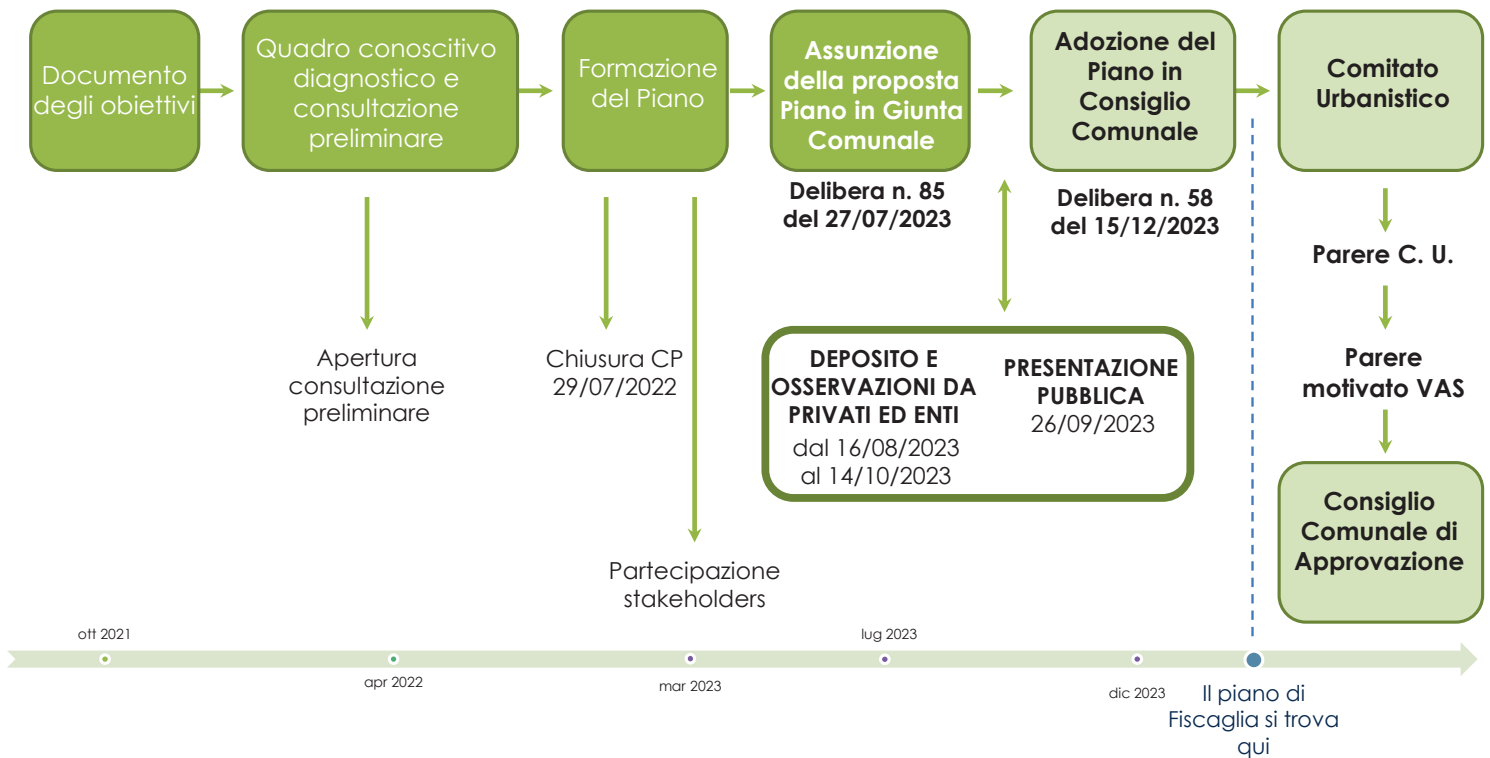 Documento
degli obiettivi
Quadro conoscitivo
diagnostico e
consultazione
preliminare
Formazione
del Piano
Assunzione
della proposta
Piano in Giunta
Comunale
Adozione del
Piano in
Consiglio
Comunale
Comitato
Urbanistico
Delibera n. 85
del 27/07/2023
Delibera n. 58
del 15/12/2023
Parere C. U.
Apertura
consultazione
preliminare
Chiusura CP
29/07/2022
DEPOSITO E
OSSERVAZIONI DA
PRIVATI ED ENTI
dal 16/08/2023
al 14/10/2023
PRESENTAZIONE
PUBBLICA
26/09/2023
Parere
motivato VAS
Consiglio
Comunale di
Approvazione
Partecipazione
stakeholders
ott 2021
apr 2022
mar 2023
lug 2023
dic 2023
Il piano di
Fiscaglia si trova
qui